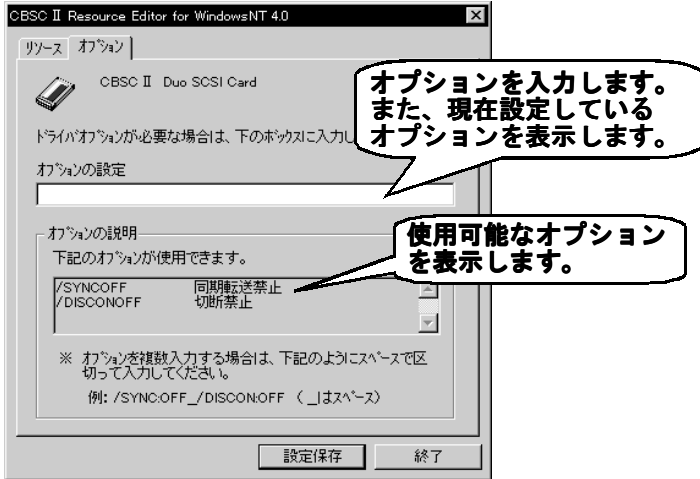 CBSC II Resource Editor for WindowsNT 4.0
リソース オプション
CBSC II Duo SCSI Card
オプションを入力します。
また、現在設定している
オプションを表示します。
ドライバオプションが必要な場合は、下のボックスに入力し
オプションの設定
オプションの説明
下記のオプションが使用できます。
使用可能なオプション
を表示します。
/SYNCOFF 同期転送禁止
/DISCONOFF 切断禁止
※ オプションを複数入力する場合は、下記のようにスペースで区
切って入力してください。
例: /SYNC:OFF_/DISCON:OFF ( _はスペース)
設定保存 終了